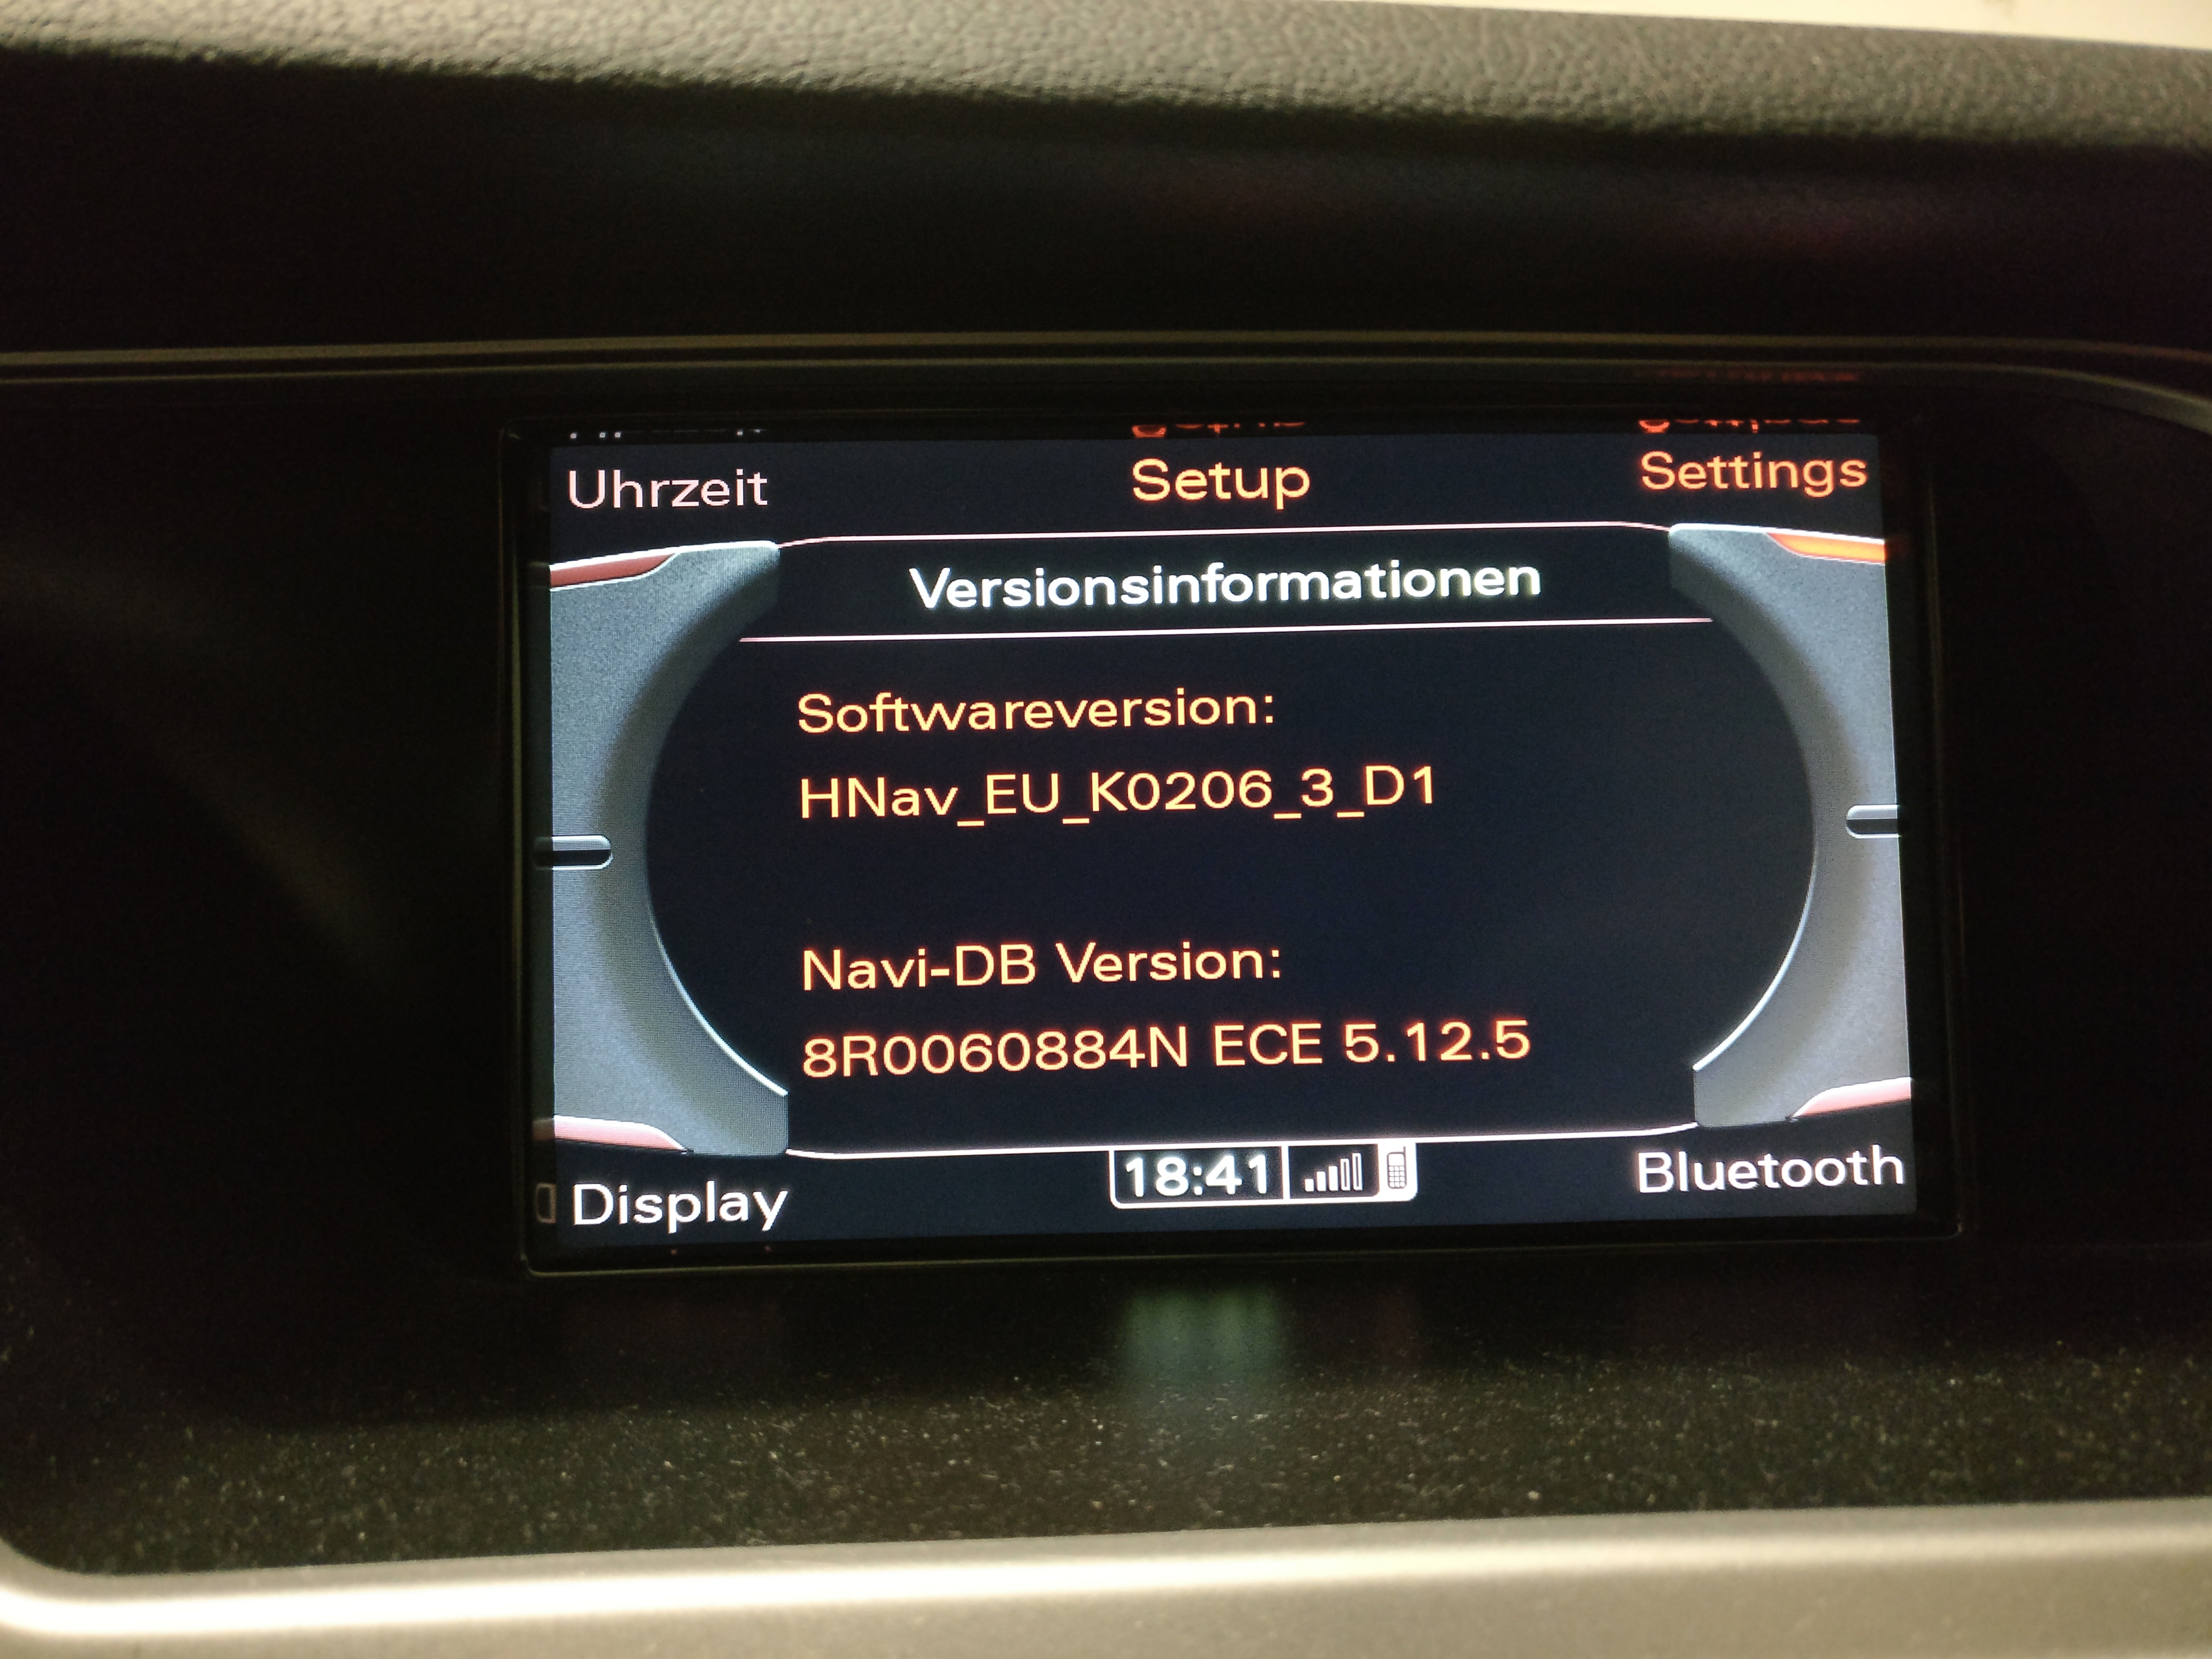 Uhrzeit
Setup
Settings
Versionsinformationen
Softwareversion:
HNav_EU_K0206_3_D1
Navi-DB Version:
8R0060884N ECE 5.12.5
Display
18:41
Bluetooth